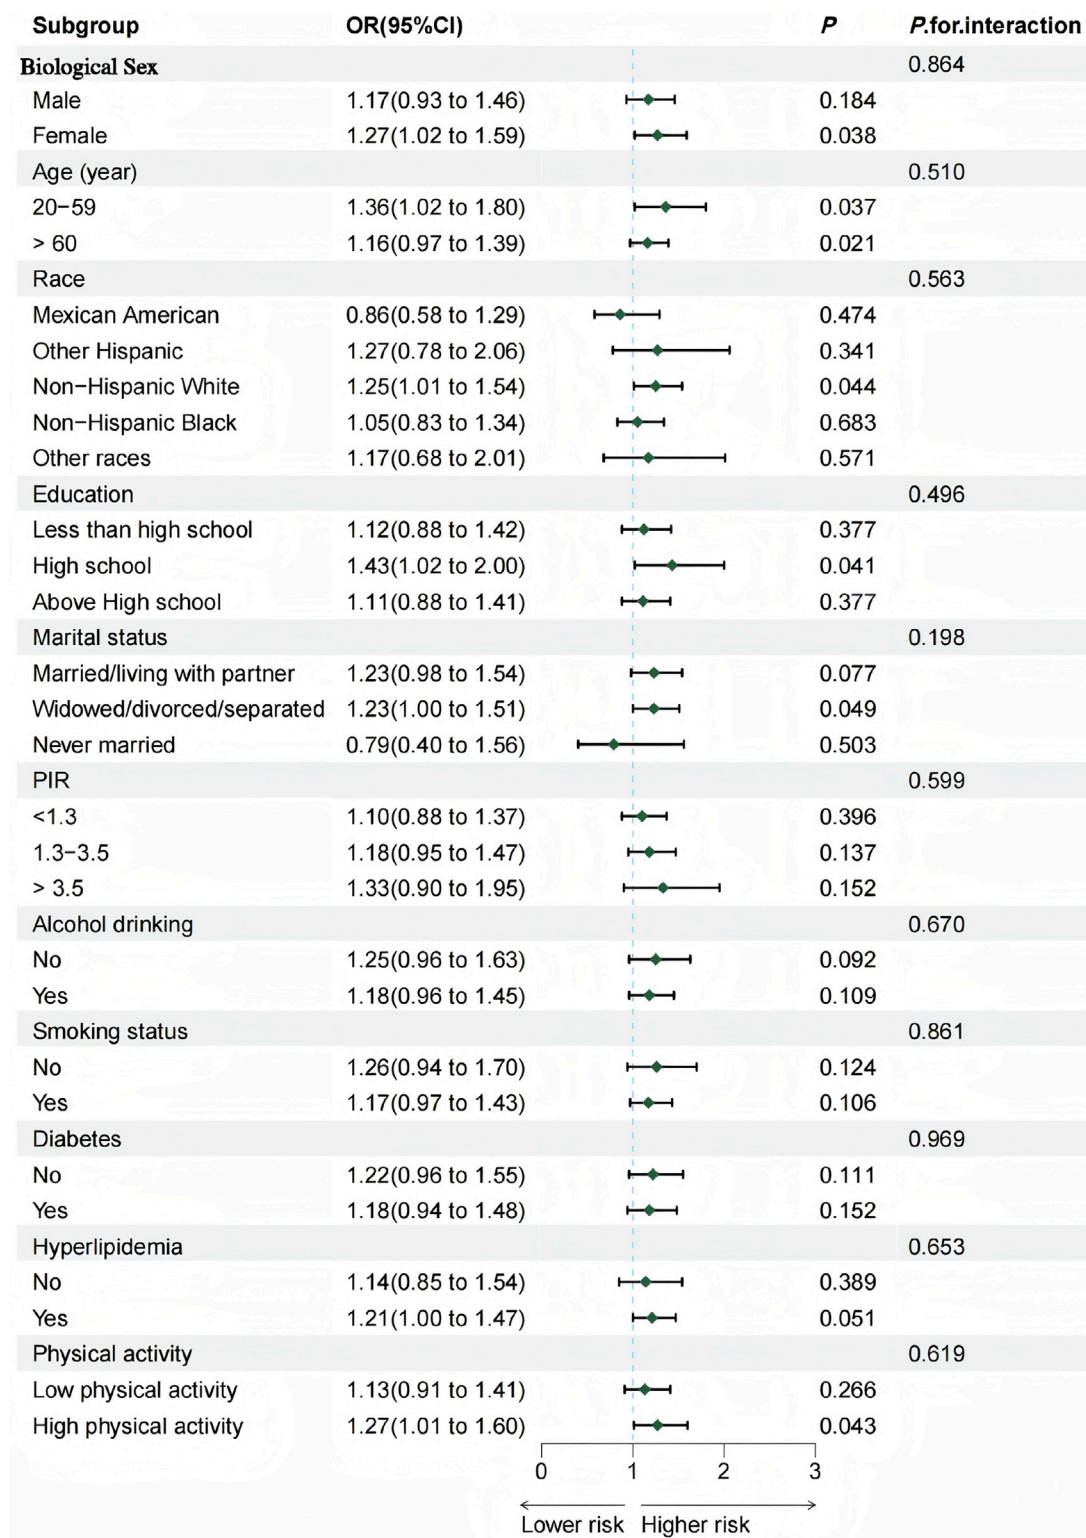 Subgroup OR(95%CI) P P.for.interaction
Biological Sex 0.864
Male 1.17(0.93 to 1.46) 0.184
Female 1.27(1.02 to 1.59) 0.038
Age (year) 0.510
20−59 1.36(1.02 to 1.80) 0.037
> 60 1.16(0.97 to 1.39) 0.021
Race 0.563
Mexican American 0.86(0.58 to 1.29) 0.474
Other Hispanic 1.27(0.78 to 2.06) 0.341
Non−Hispanic White 1.25(1.01 to 1.54) 0.044
Non−Hispanic Black 1.05(0.83 to 1.34) 0.683
Other races 1.17(0.68 to 2.01) 0.571
Education 0.496
Less than high school 1.12(0.88 to 1.42) 0.377
High school 1.43(1.02 to 2.00) 0.041
Above High school 1.11(0.88 to 1.41) 0.377
Marital status 0.198
Married/living with partner 1.23(0.98 to 1.54) 0.077
Widowed/divorced/separated 1.23(1.00 to 1.51) 0.049
Never married 0.79(0.40 to 1.56) 0.503
PIR 0.599
<1.3 1.10(0.88 to 1.37) 0.396
1.3−3.5 1.18(0.95 to 1.47) 0.137
> 3.5 1.33(0.90 to 1.95) 0.152
Alcohol drinking 0.670
No 1.25(0.96 to 1.63) 0.092
Yes 1.18(0.96 to 1.45) 0.109
Smoking status 0.861
No 1.26(0.94 to 1.70) 0.124
Yes 1.17(0.97 to 1.43) 0.106
Diabetes 0.969
No 1.22(0.96 to 1.55) 0.111
Yes 1.18(0.94 to 1.48) 0.152
Hyperlipidemia 0.653
No 1.14(0.85 to 1.54) 0.389
Yes 1.21(1.00 to 1.47) 0.051
Physical activity 0.619
Low physical activity 1.13(0.91 to 1.41) 0.266
High physical activity 1.27(1.01 to 1.60) 0.043
0 1 2 3
Lower risk Higher risk